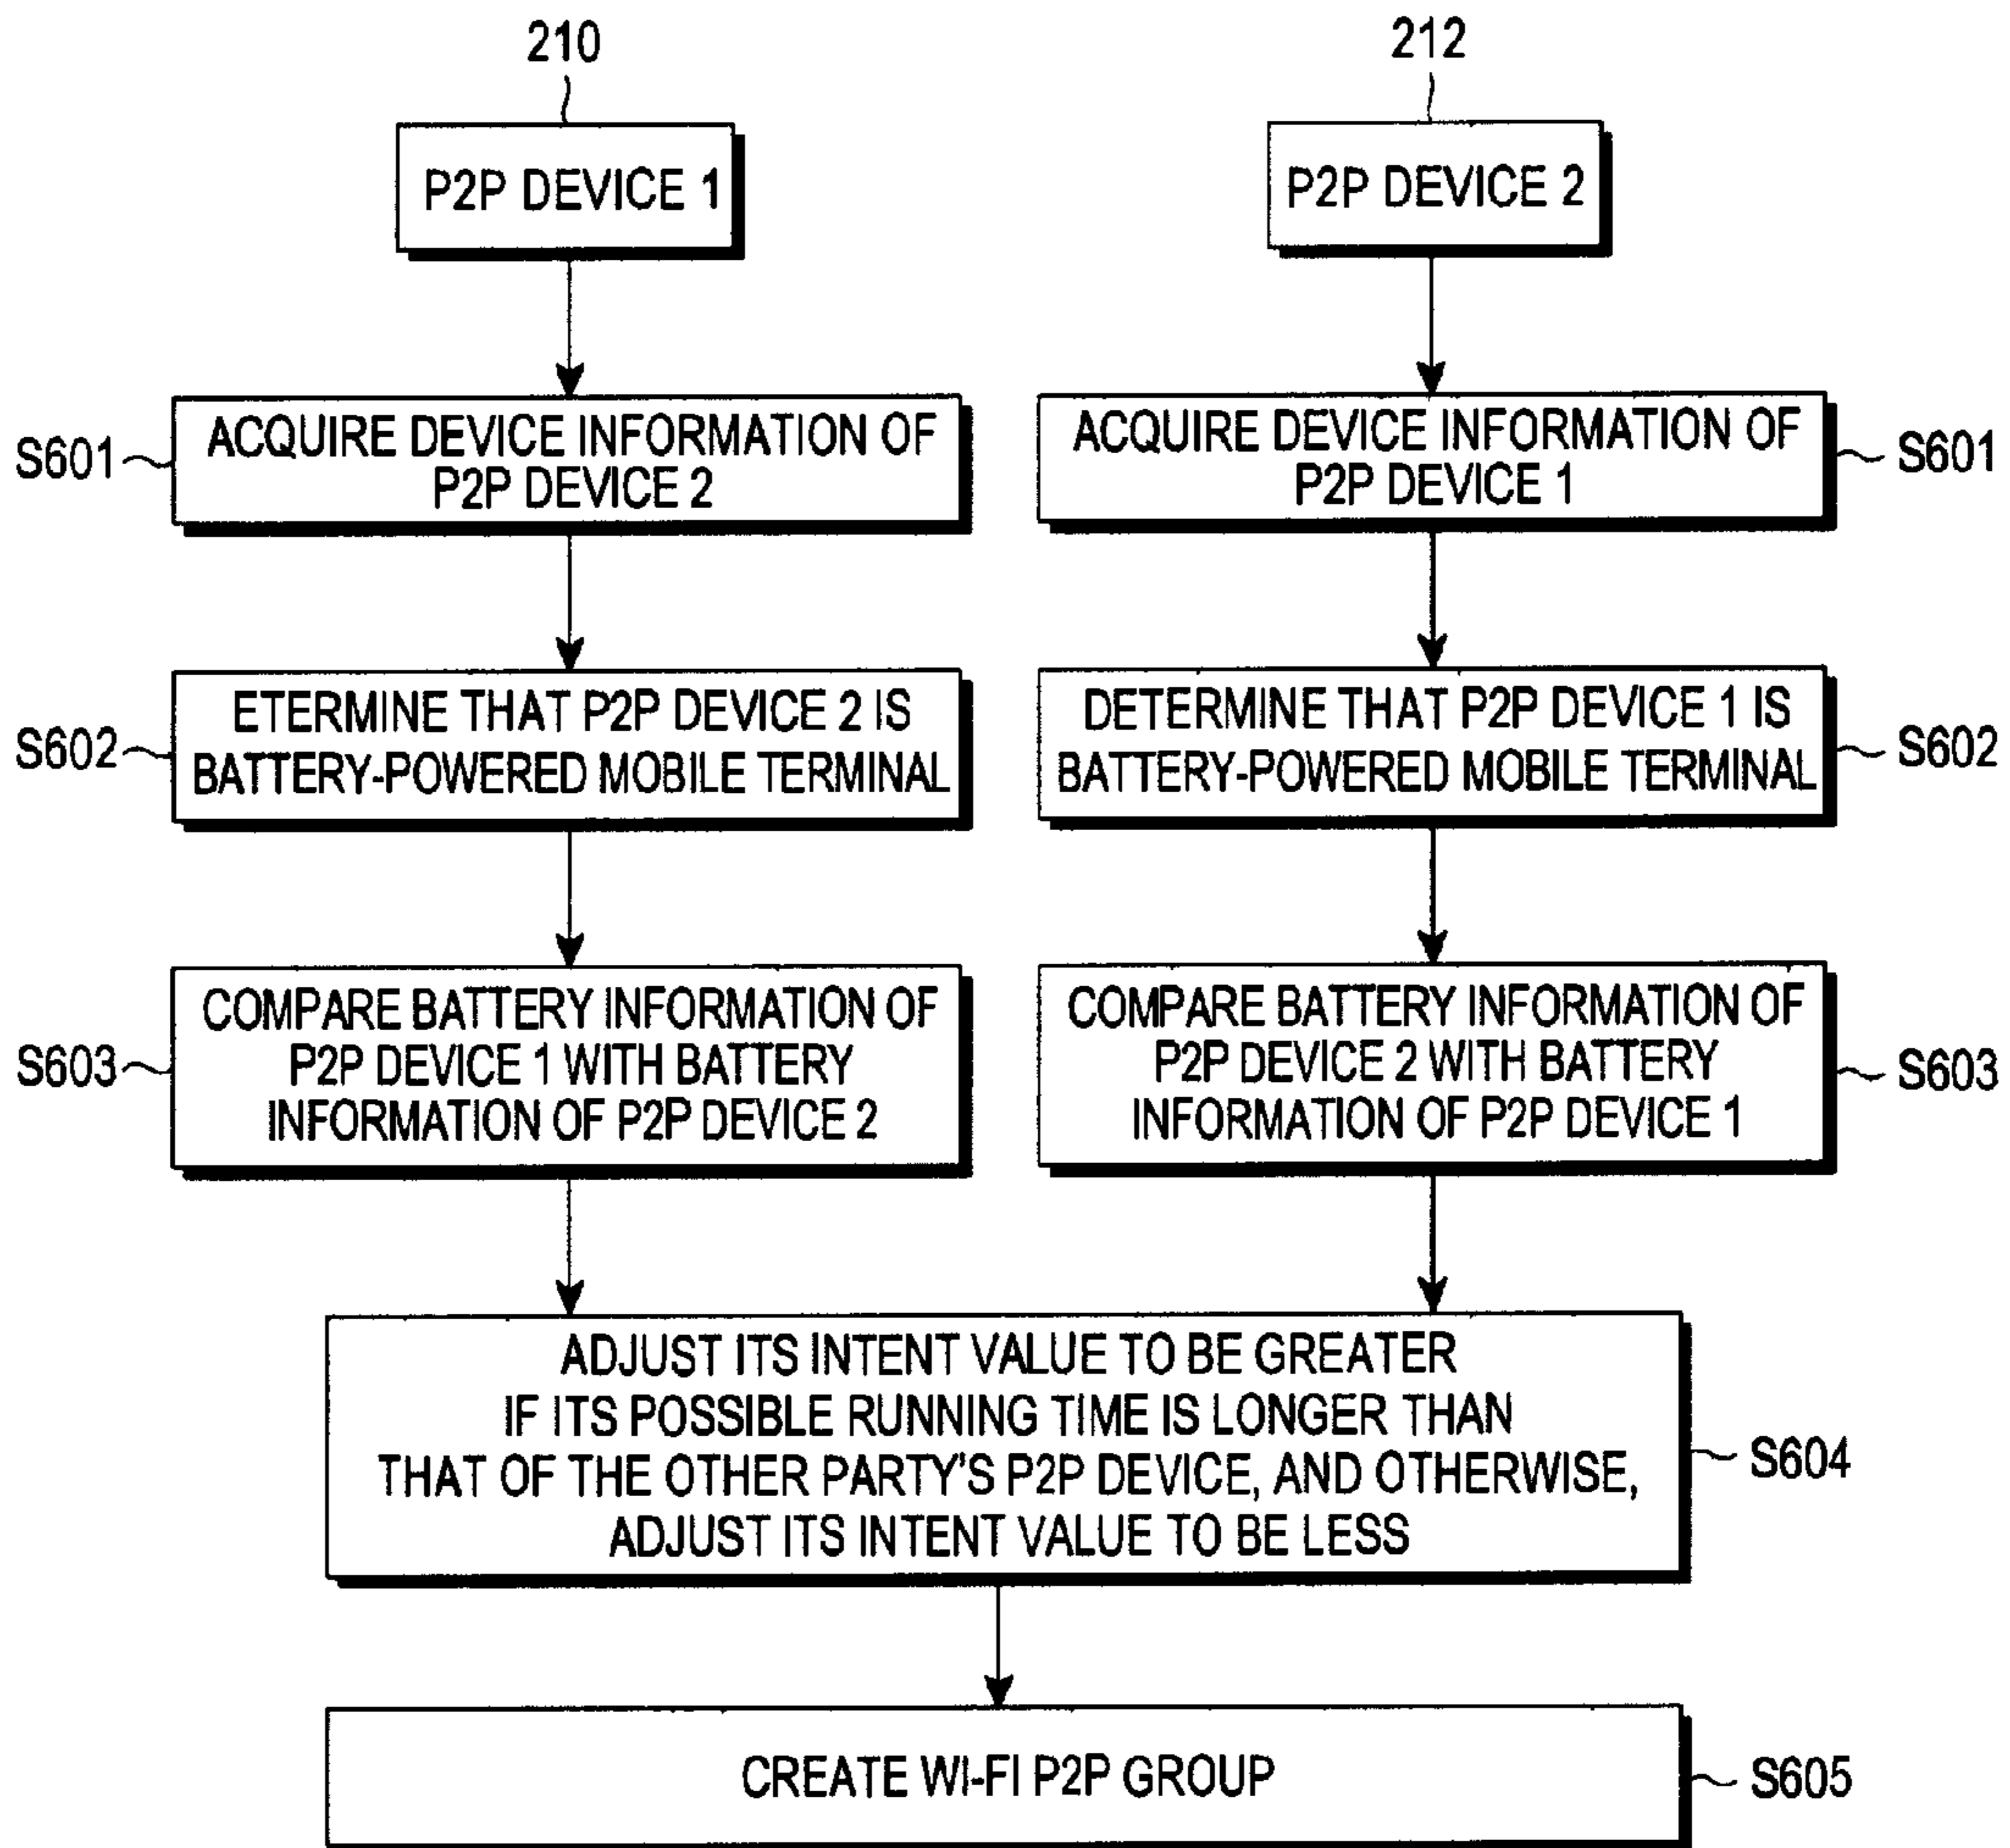 210
212
P2P DEVICE 1
P2P DEVICE 2
S601
ACQUIRE DEVICE INFORMATION OF
P2P DEVICE 2
ACQUIRE DEVICE INFORMATION OF
P2P DEVICE 1
S601
S602
ETERMINE THAT P2P DEVICE 2 IS
BATTERY-POWERED MOBILE TERMINAL
DETERMINE THAT P2P DEVICE 1 IS
BATTERY-POWERED MOBILE TERMINAL
S602
S603
COMPARE BATTERY INFORMATION OF
P2P DEVICE 1 WITH BATTERY
INFORMATION OF P2P DEVICE 2
COMPARE BATTERY INFORMATION OF
P2P DEVICE 2 WITH BATTERY
INFORMATION OF P2P DEVICE 1
S603
ADJUST ITS INTENT VALUE TO BE GREATER
IF ITS POSSIBLE RUNNING TIME IS LONGER THAN
THAT OF THE OTHER PARTY'S P2P DEVICE, AND OTHERWISE,
ADJUST ITS INTENT VALUE TO BE LESS
S604
CREATE WI-FI P2P GROUP
S605